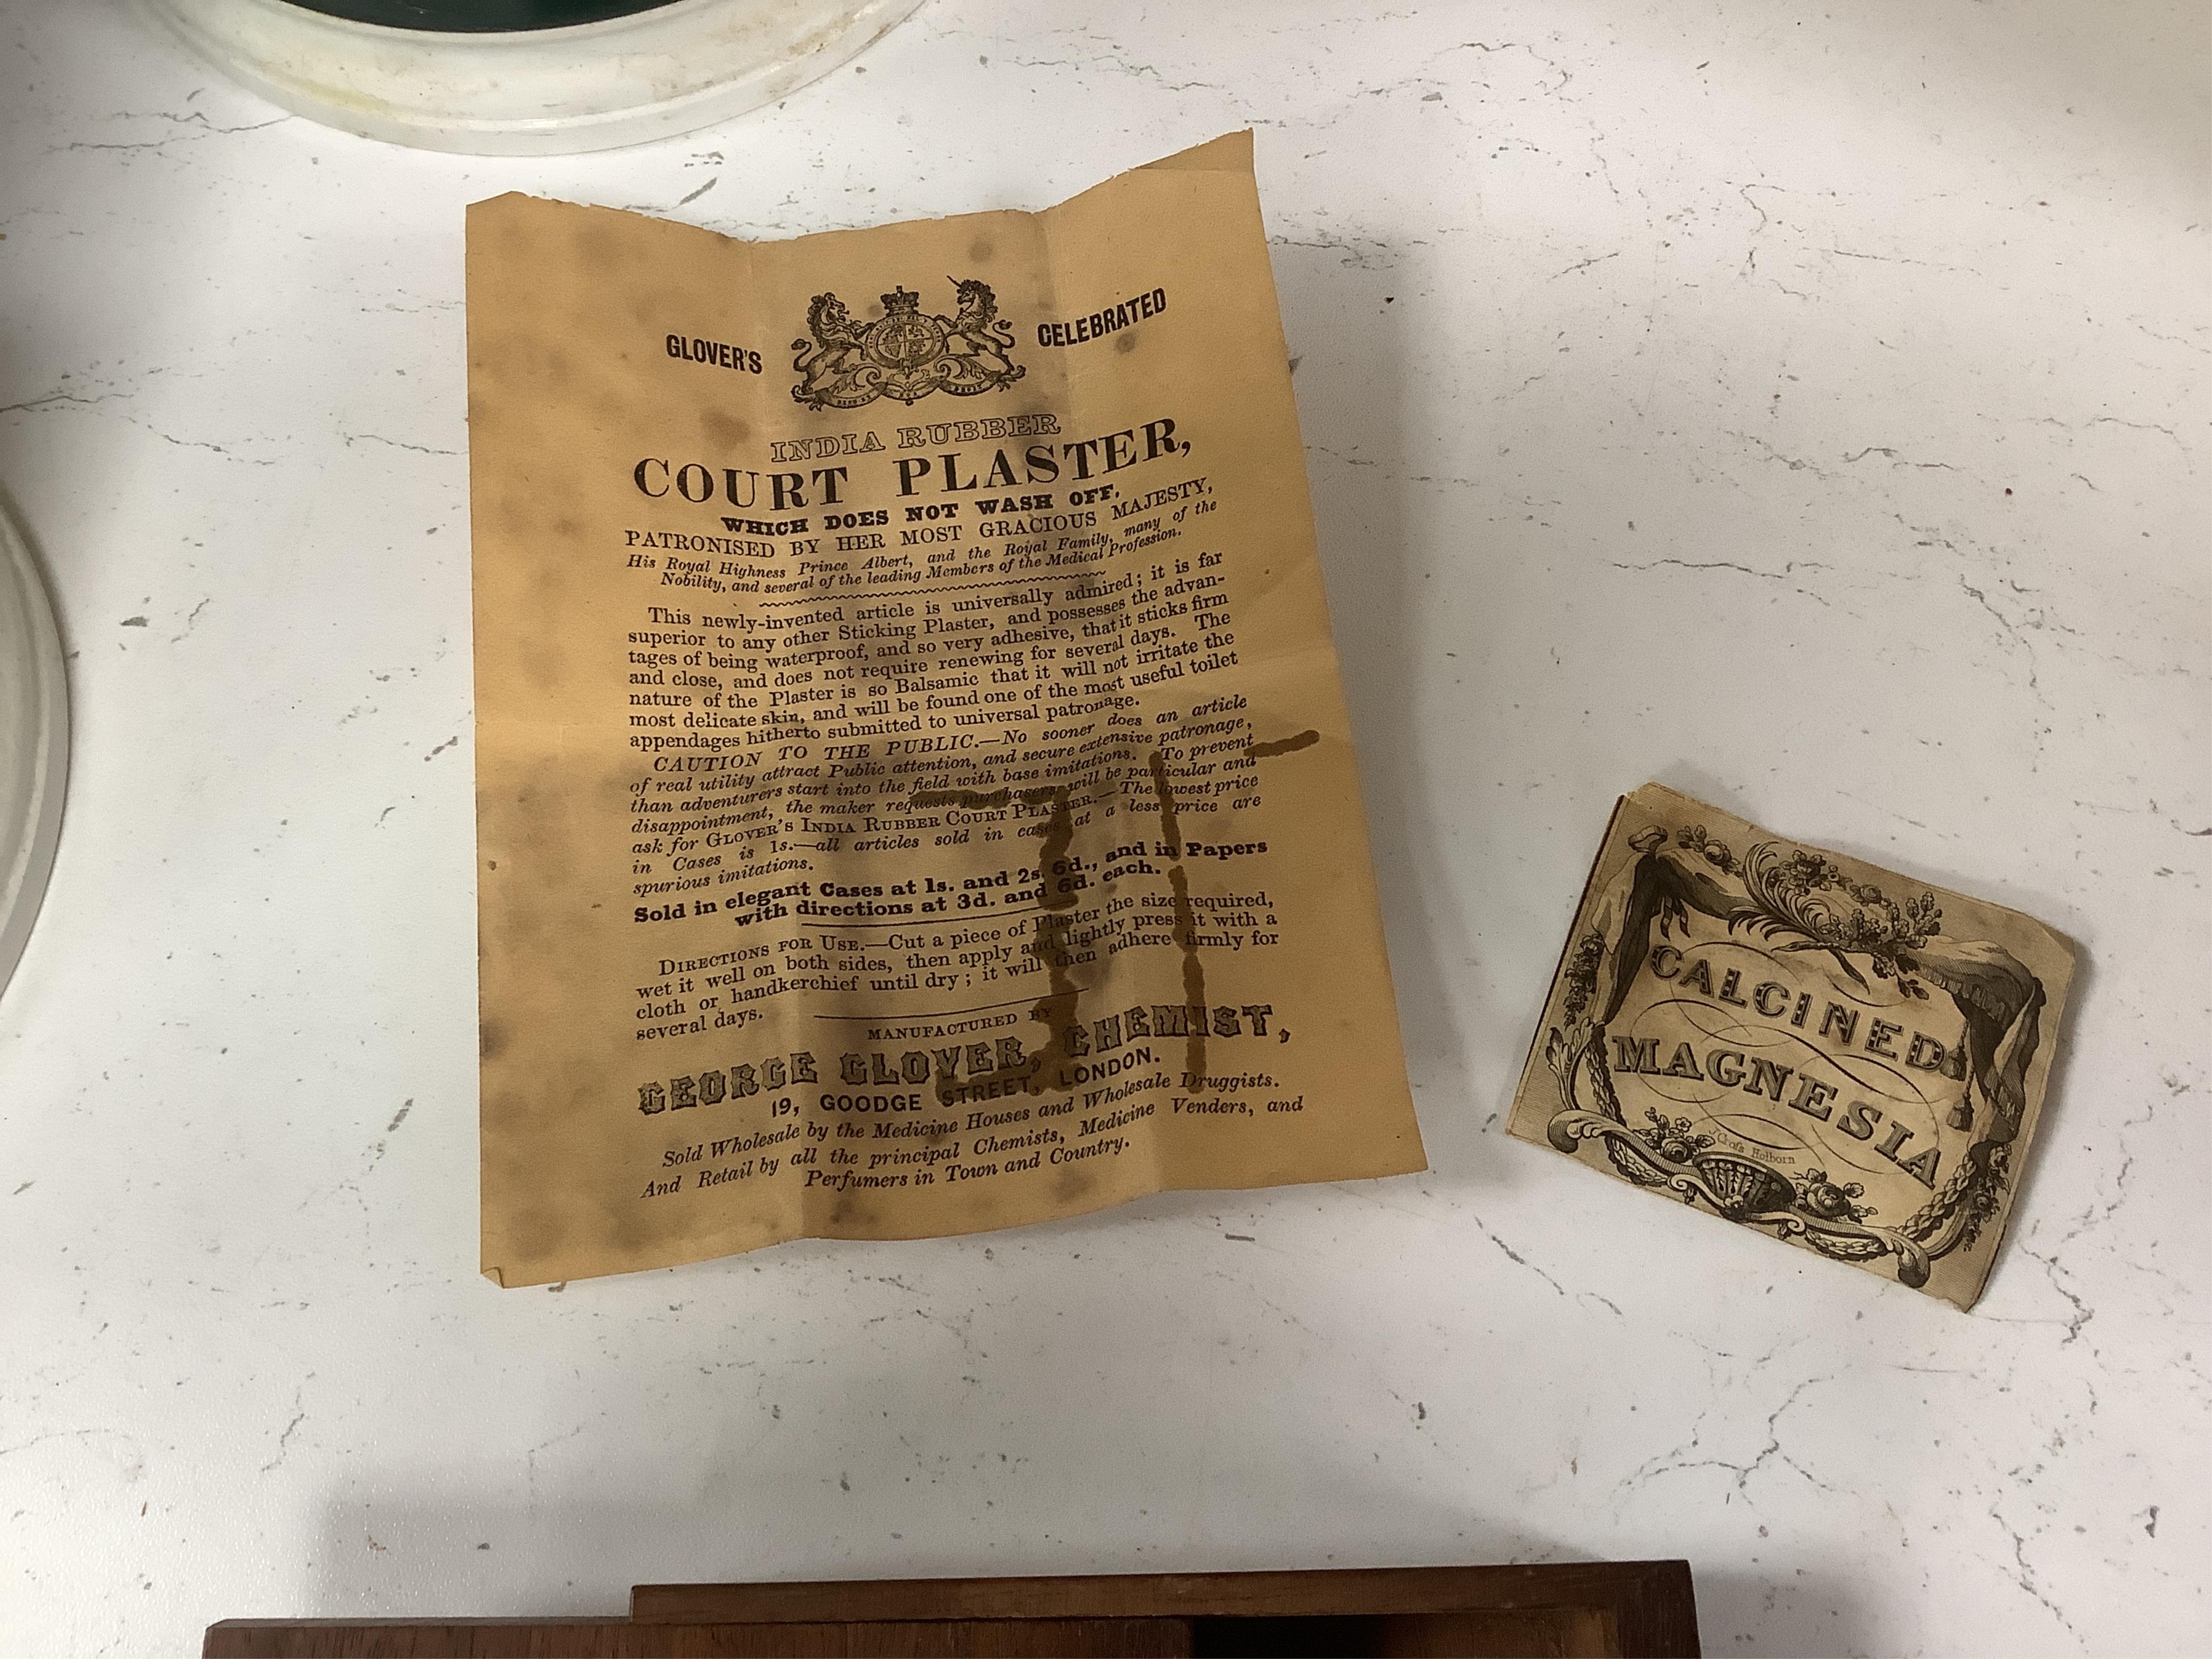 GLOVER'S CELEBRATED
INDIA RUBBER
COURT PLASTER,
WHICH DOES NOT WASH OFF.
PATRONISED BY HER MOST GRACIOUS MAJESTY,
His Royal Highness Prince Albert, and the Royal Family, many of the
Nobility, and several of the leading Members of the Medical Profession.
This newly-invented article is universally admired; it is far
superior to any other Sticking Plaster, and possesses the advan-
tages of being waterproof, and so very adhesive, that it sticks firm
and close, and does not require renewing for several days. The
nature of the Plaster is so Balsamic that it will not irritate the
most delicate skin, and will be found one of the most useful toilet
appendages hitherto submitted to universal patronage.
CAUTION TO THE PUBLIC.—No sooner does an article
of real utility attract Public attention, and secure extensive patronage,
than adventurers start into the field with base imitations. To prevent
disappointment, the maker requests purchasers will be particular and
ask for GLOVER'S INDIA RUBBER COURT PLASTER.—The lowest price
in Cases is 1s.—all articles sold in cases at a less price are
spurious imitations.
Sold in elegant Cases at 1s. and 2s. 6d., and in Papers
with directions at 3d. and 6d. each.
DIRECTIONS FOR USE.—Cut a piece of Plaster the size required,
wet it well on both sides, then apply and lightly press it with a
cloth or handkerchief until dry; it will then adhere firmly for
several days.
MANUFACTURED BY
GEORGE GLOVER, CHEMIST,
19, GOODGE STREET, LONDON.
Sold Wholesale by the Medicine Houses and Wholesale Druggists.
And Retail by all the principal Chemists, Medicine Venders, and
Perfumers in Town and Country.
CALCINED
MAGNESIA
Holborn